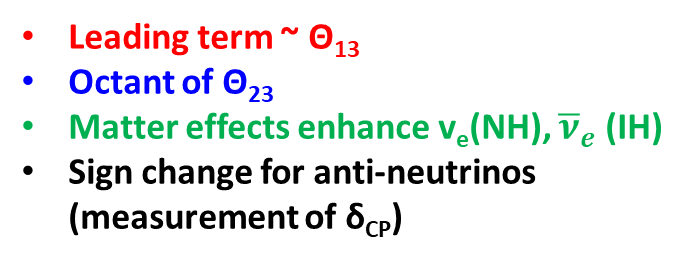 • Leading term ~ Θ₁₃
• Octant of Θ₂₃
• Matter effects enhance νₑ(NH), ν̅ₑ (IH)
• Sign change for anti-neutrinos
(measurement of δ_CP)